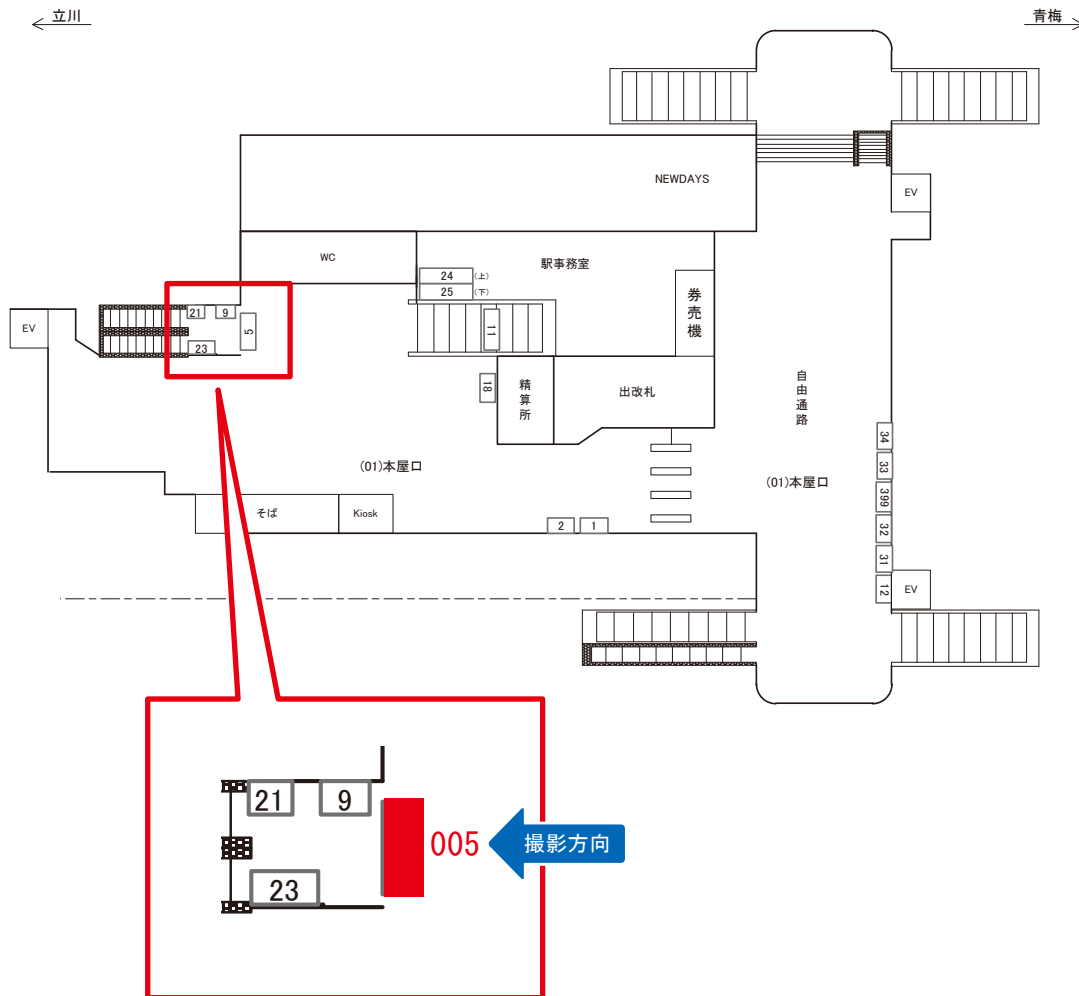 立川
青梅
NEWDAYS
EV
WC
駅事務室
24
(上)
25
(下)
券売機
21
9
5
EV
11
23
18
精算所
出改札
自由通路
34
(01)本屋口
33
(01)本屋口
399
そば
Kiosk
2
1
32
31
12
EV
21
9
005
撮影方向
23